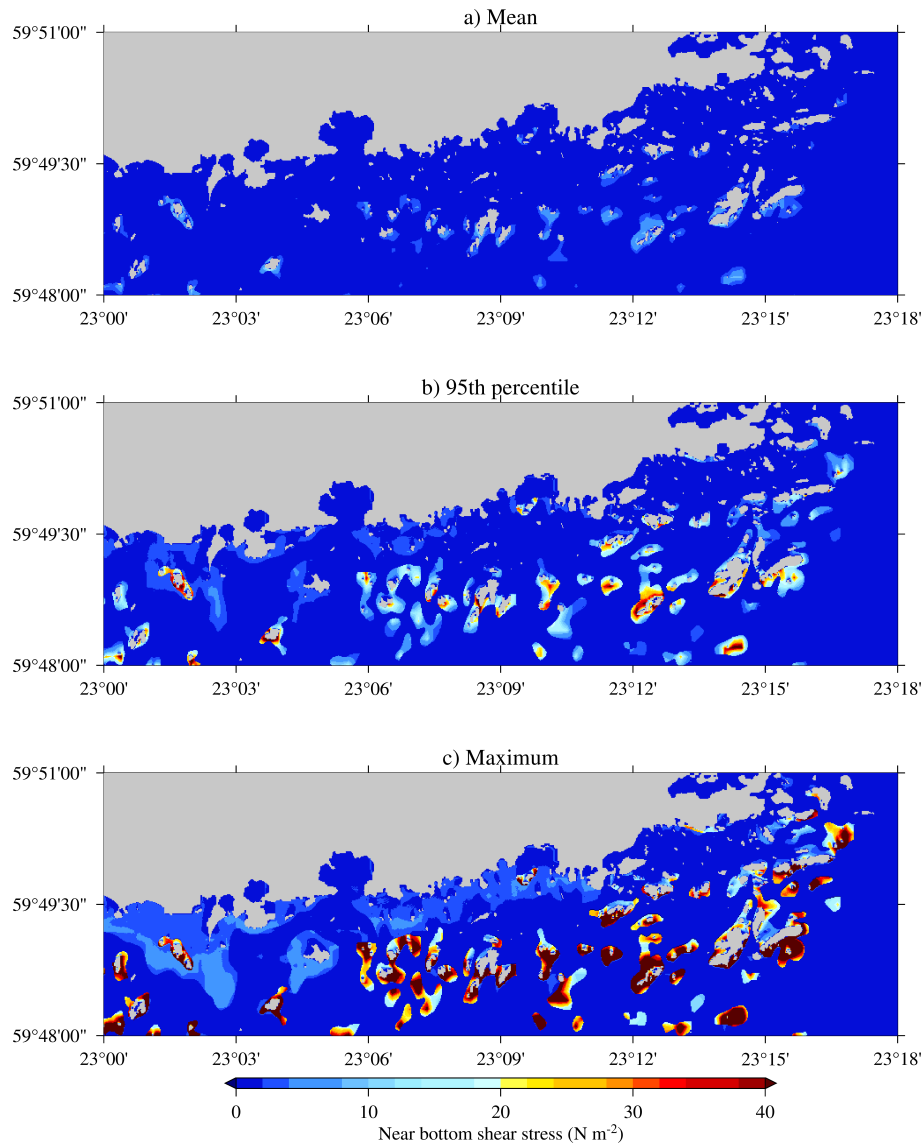 a) Mean
59°51'00"
59°49'30"
59°48'00"
23°00' 23°03' 23°06' 23°09' 23°12' 23°15' 23°18'
b) 95th percentile
59°51'00"
59°49'30"
59°48'00"
23°00' 23°03' 23°06' 23°09' 23°12' 23°15' 23°18'
c) Maximum
59°51'00"
59°49'30"
59°48'00"
23°00' 23°03' 23°06' 23°09' 23°12' 23°15' 23°18'
0 10 20 30 40
Near bottom shear stress (N m⁻²)